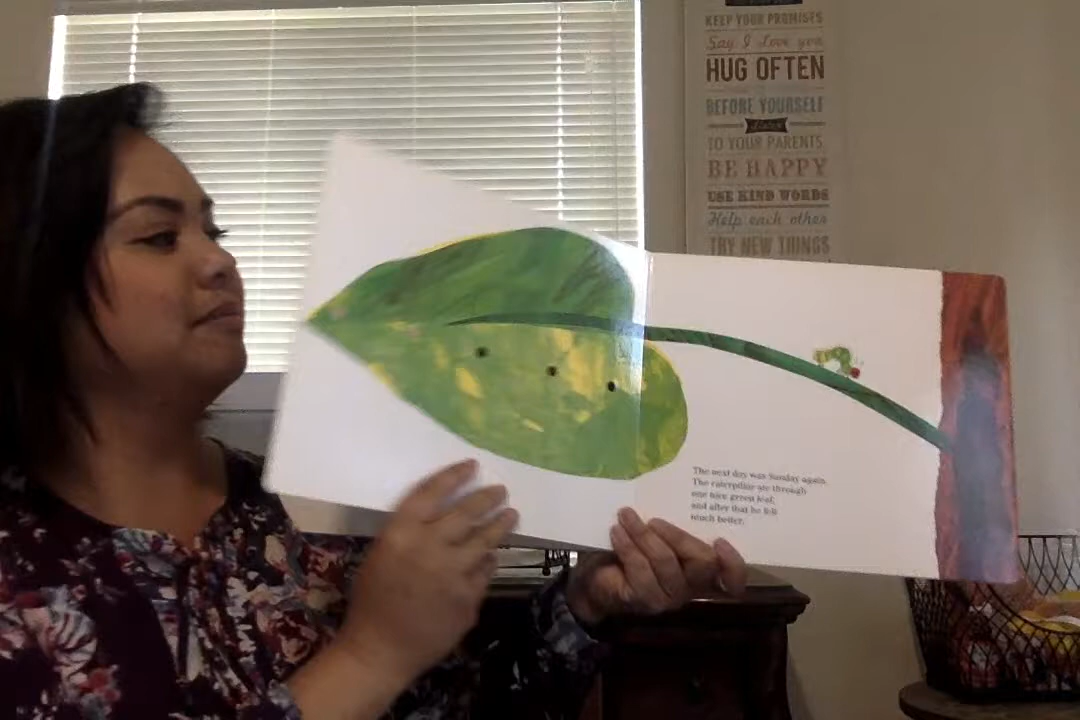 KEEP YOUR PROMISES
Say I love you
HUG OFTEN
BEFORE YOURSELF
TO YOUR PARENTS
BE HAPPY
USE KIND WORDS
Help each other
TRY NEW THINGS
The next day was Sunday again.
The caterpillar ate through
one nice green leaf,
and after that he felt
much better.